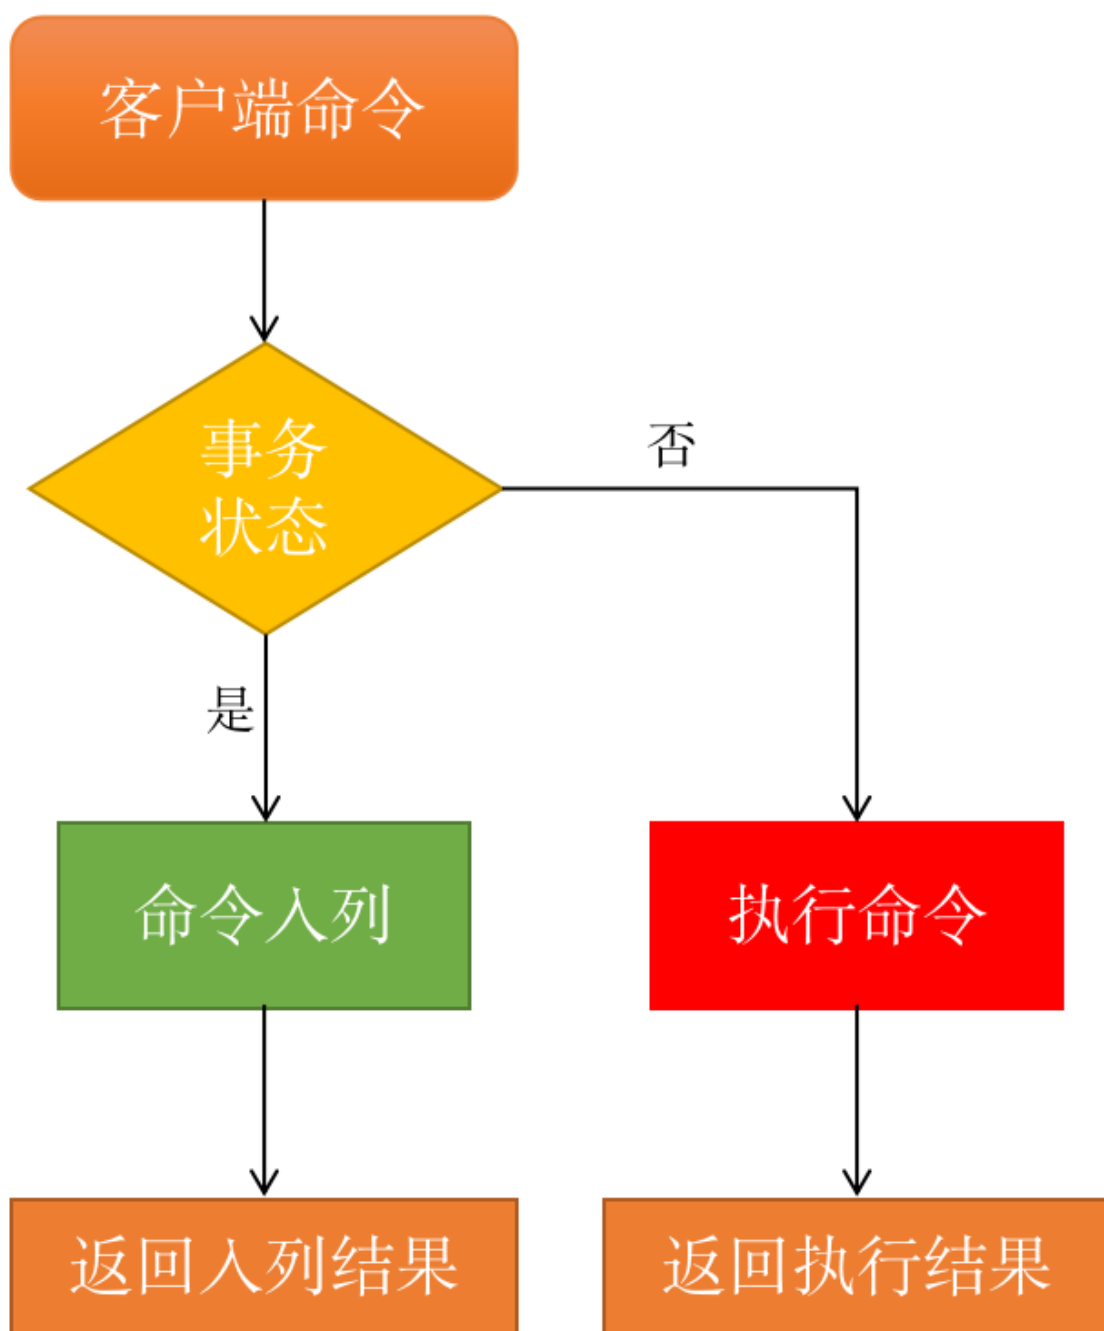 客户端命令
事务
状态
否
是
命令入列
执行命令
返回入列结果
返回执行结果